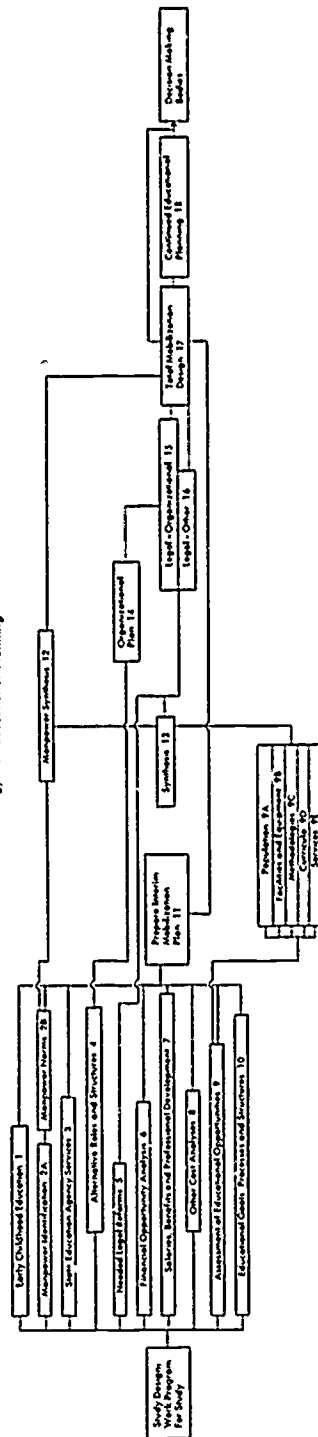 Study Design:
Work Program
For Study
Early Childhood Education 1
Manpower Identification 2A
Manpower Norms 2B
State Education Agency Services 3
Alternative Roles and Structures 4
Needed Legal Reforms 5
Financial Opportunity Analyses 6
Salaries, Benefits and Professional Development 7
Other Cost Analyses 8
Assessment of Educational Opportunities 9
Educational Goals, Processes and Structures 10
Population 9A
Facilities and Equipment 9B
Methodologies 9C
Curricula 9D
Services 9E
Prepare Interim
Mobilization
Plan 11
Manpower Synthesis 12
Synthesis 13
Organizational
Plan 14
Legal - Organizational 15
Legal - Other 16
Total Mobilization
Design 17
Continued Educational
Planning 18
Decision Making
Bodies